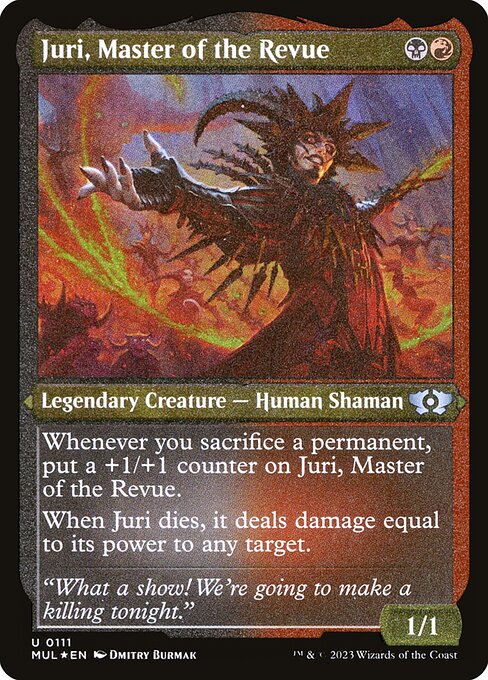 Juri, Master of the Revue
Legendary Creature — Human Shaman
Whenever you sacrifice a permanent,
put a +1/+1 counter on Juri, Master
of the Revue.
When Juri dies, it deals damage equal
to its power to any target.
“What a show! We’re going to make a
killing tonight.”
1/1
U 0111
MUL★EN Dmitry Burmak
™ & © 2023 Wizards of the Coast